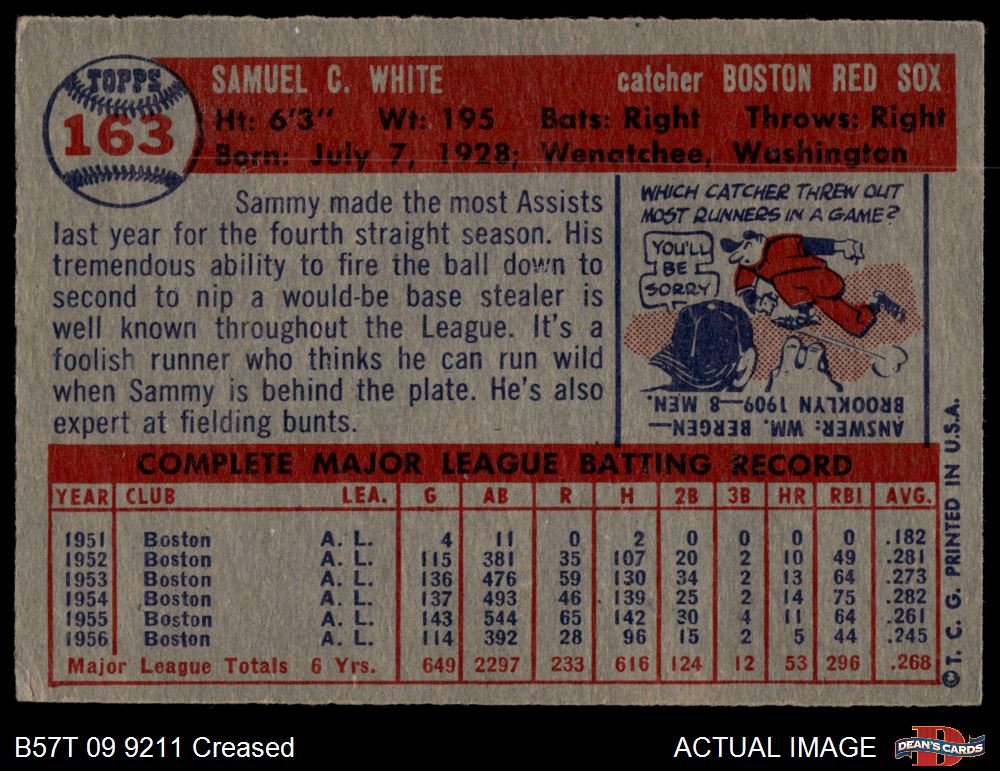 TOPPS
163
SAMUEL C. WHITE catcher BOSTON RED SOX
Ht: 6'3" Wt: 195 Bats: Right Throws: Right
Born: July 7, 1928; Wenatchee, Washington
Sammy made the most Assists
last year for the fourth straight season. His
tremendous ability to fire the ball down to
second to nip a would-be base stealer is
well known throughout the League. It's a
foolish runner who thinks he can run wild
when Sammy is behind the plate. He's also
expert at fielding bunts.
WHICH CATCHER THREW OUT
MOST RUNNERS IN A GAME?
YOU'LL
BE
SORRY
ANSWER: WM. BERGEN—
BROOKLYN 1909—8 MEN.
COMPLETE MAJOR LEAGUE BATTING RECORD
YEAR CLUB LEA. G AB R H 2B 3B HR RBI AVG.
1951 Boston A. L. 4 11 0 2 0 0 0 0 .182
1952 Boston A. L. 115 381 35 107 20 2 10 49 .281
1953 Boston A. L. 136 476 59 130 34 2 13 64 .273
1954 Boston A. L. 137 493 46 139 25 2 14 75 .282
1955 Boston A. L. 143 544 65 142 30 4 11 64 .261
1956 Boston A. L. 114 392 28 96 15 2 5 44 .245
Major League Totals 6 Yrs. 649 2297 233 616 124 12 53 296 .268
©T. C. G. PRINTED IN U.S.A.
B57T 09 9211 Creased
ACTUAL IMAGE
D
DEAN'S CARDS